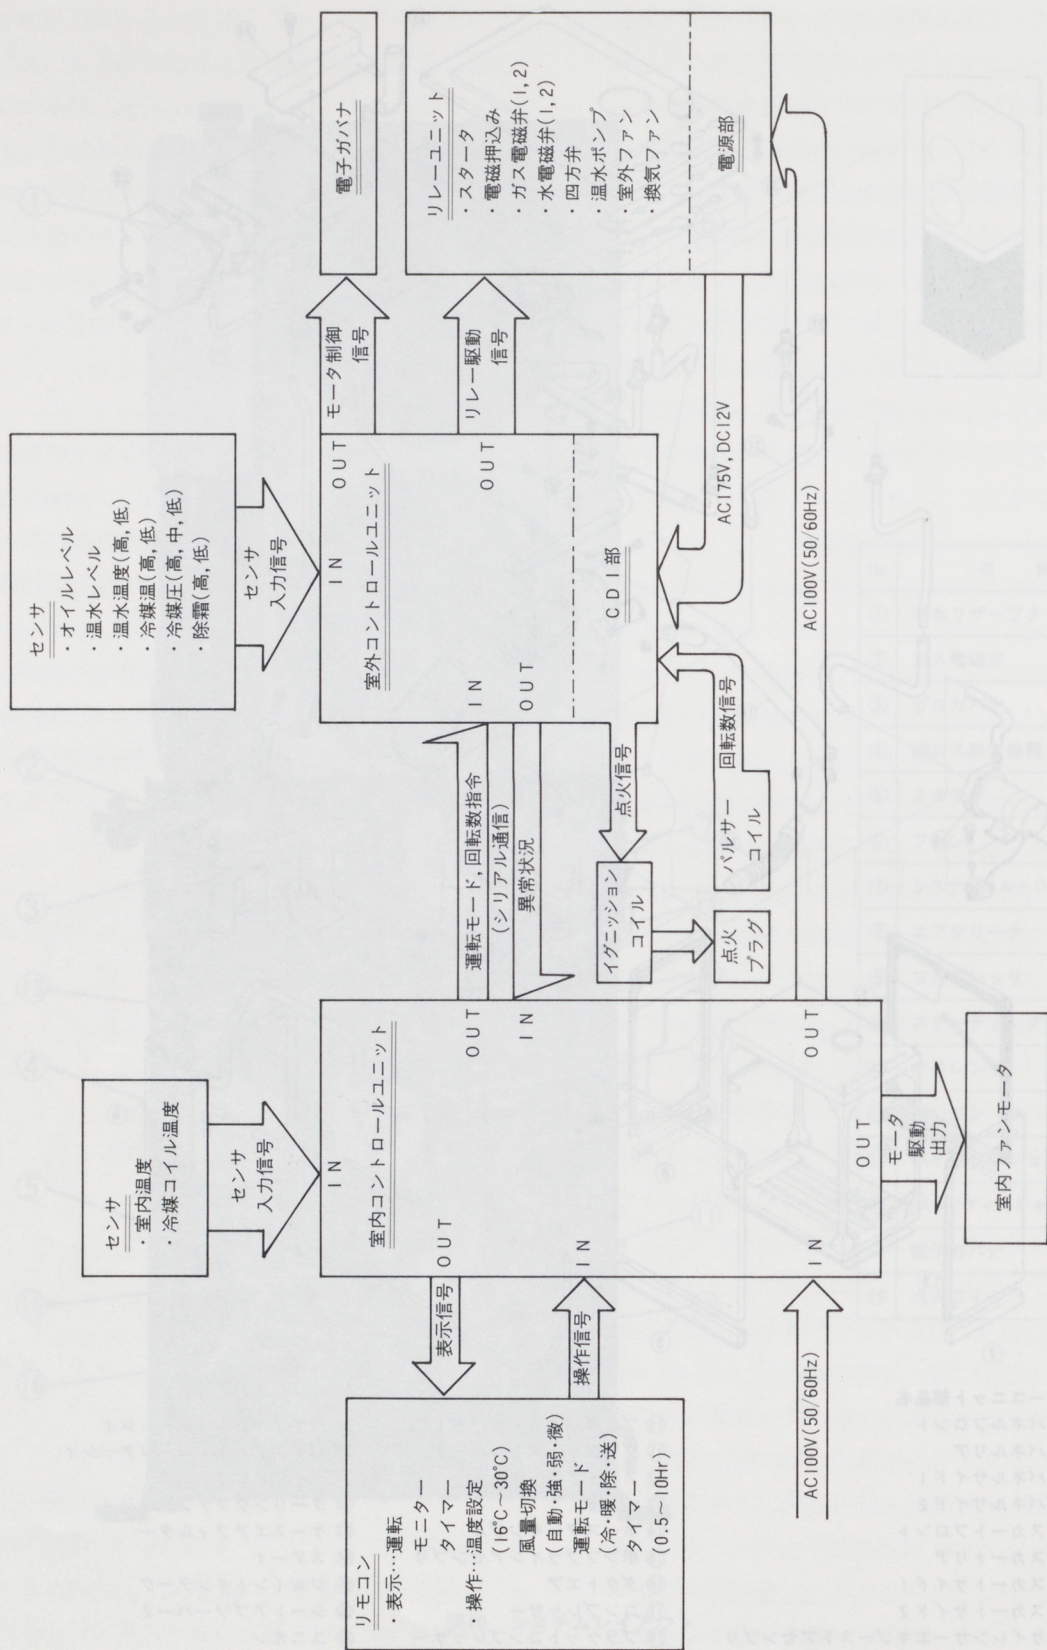 リモコン
・表示…運転
モニター
タイマー
・操作…温度設定
(16℃～30℃)
風量切換
(自動・強・弱・微)
運転モード
(冷・暖・除・送)
タイマー
(0.5～10Hr)
表示信号
操作信号
AC100V(50/60Hz)
センサ
・室内温度
・冷媒コイル温度
センサ
入力信号
IN
室内コントロールユニット
OUT
IN
IN
OUT
IN
OUT
OUT
モータ
駆動
出力
室内ファンモータ
運転モード,回転数指令
(シリアル通信)
異常状況
センサ
・オイルレベル
・温水レベル
・温水温度(高,低)
・冷媒温(高,低)
・冷媒圧(高,中,低)
・除霜(高,低)
センサ
入力信号
IN
OUT
室外コントロールユニット
IN
OUT
OUT
CDI部
点火信号
イグニッション
コイル
点火
プラグ
パルサー
コイル
回転数信号
モータ制御
信号
電子ガバナ
リレー駆動
信号
リレーユニット
・スタータ
・電磁押込み
・ガス電磁弁(1,2)
・水電磁弁(1,2)
・四方弁
・温水ポンプ
・室外ファン
・換気ファン
電源部
AC175V,DC12V
AC100V(50/60Hz)